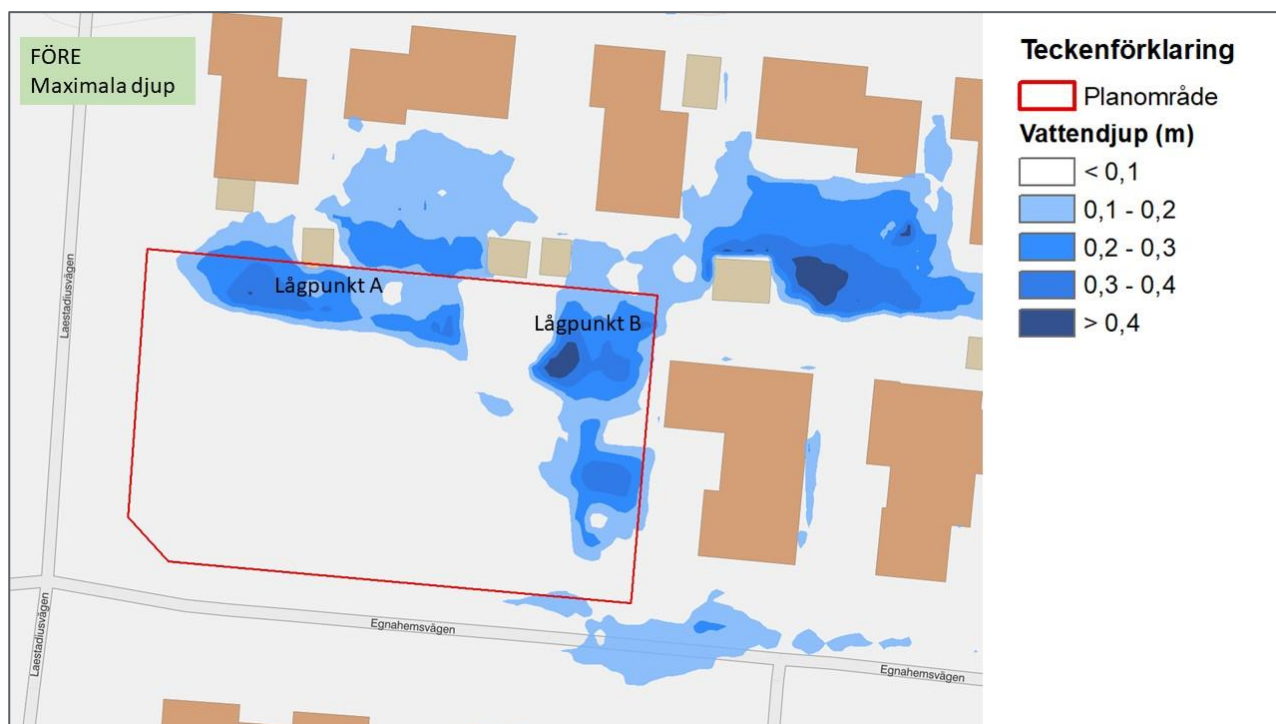 FÖRE
Maximala djup
Lågpunkt A
Lågpunkt B
Laestadiusvägen
Laestadiusvägen
Egnahemsvägen
Egnahemsvägen
Teckenförklaring
Planområde
Vattendjup (m)
< 0,1
0,1 - 0,2
0,2 - 0,3
0,3 - 0,4
> 0,4